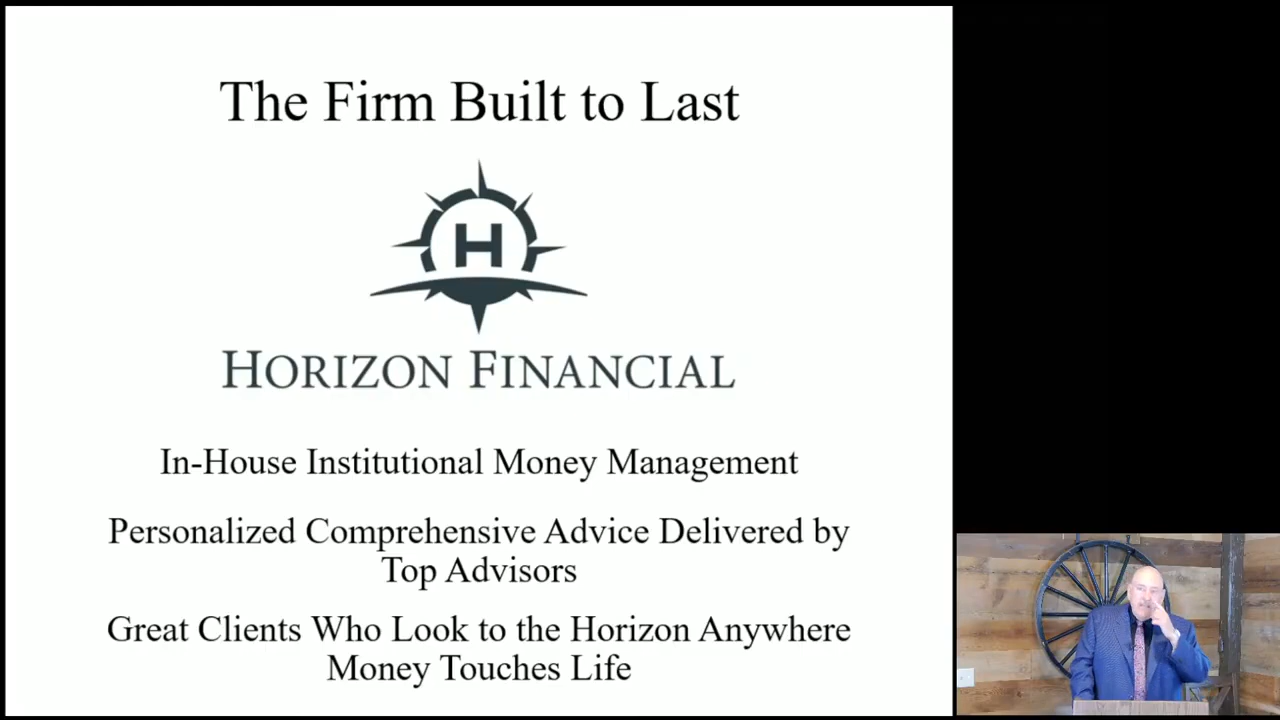 The Firm Built to Last
H
HORIZON FINANCIAL
In-House Institutional Money Management
Personalized Comprehensive Advice Delivered by
Top Advisors
Great Clients Who Look to the Horizon Anywhere
Money Touches Life